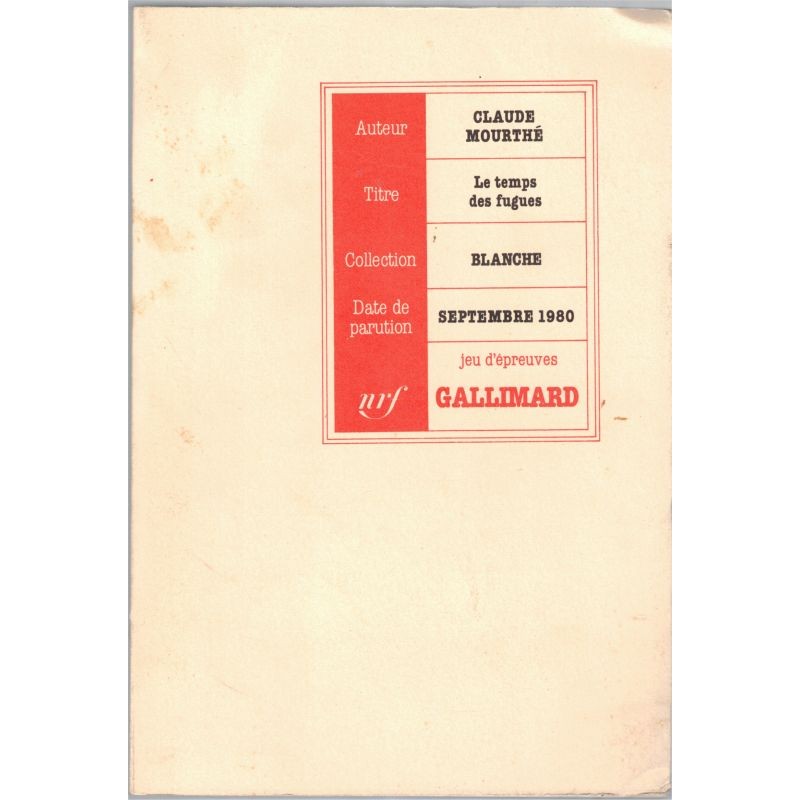 Auteur
CLAUDE
MOURTHÉ
Titre
Le temps
des fugues
Collection
BLANCHE
Date de
parution
SEPTEMBRE 1980
jeu d'épreuves
nrf
GALLIMARD